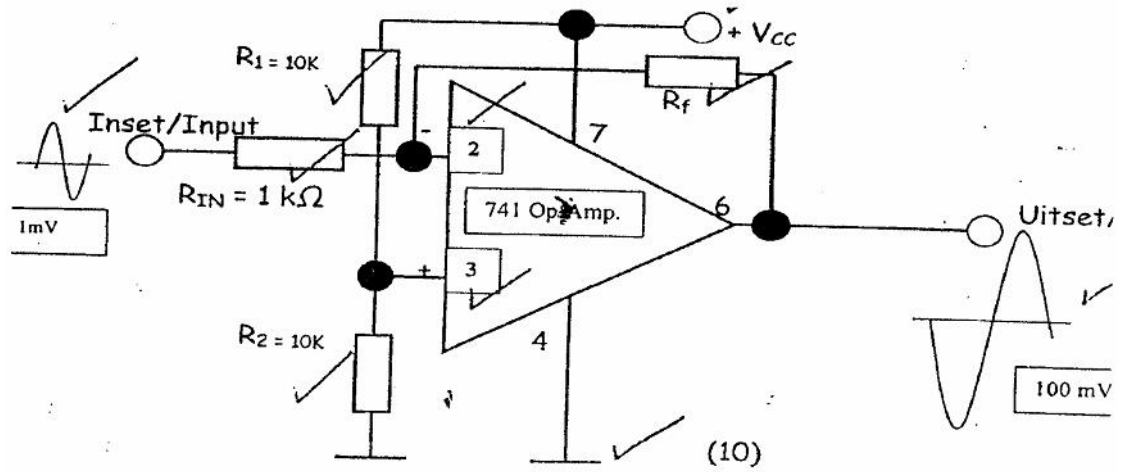 + VCC
R1 = 10K
Rf
Inset/Input
-
7
2
RIN = 1 kΩ
741 Op Amp.
6
Uitset/
1mV
+
3
R2 = 10K
4
100 mV
(10)